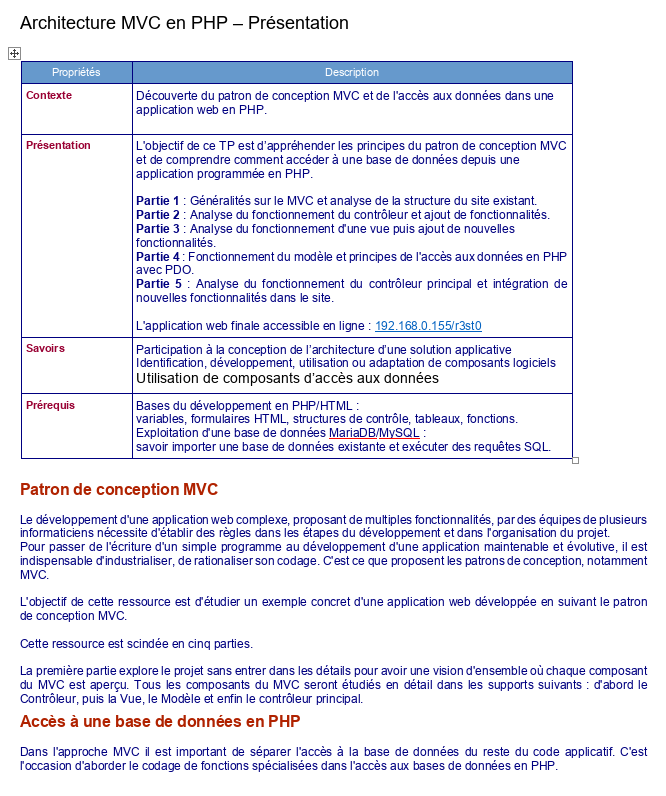 Architecture MVC en PHP – Présentation
Propriétés
Description
Contexte
Découverte du patron de conception MVC et de l'accès aux données dans une
application web en PHP.
Présentation
L'objectif de ce TP est d’appréhender les principes du patron de conception MVC
et de comprendre comment accéder à une base de données depuis une
application programmée en PHP.
Partie 1 : Généralités sur le MVC et analyse de la structure du site existant.
Partie 2 : Analyse du fonctionnement du contrôleur et ajout de fonctionalités.
Partie 3 : Analyse du fonctionnement d'une vue puis ajout de nouvelles
fonctionnalités.
Partie 4 : Fonctionnement du modèle et principes de l'accès aux données en PHP
avec PDO.
Partie 5 : Analyse du fonctionnement du contrôleur principal et intégration de
nouvelles fonctionnalités dans le site.
L'application web finale accessible en ligne : 192.168.0.155/r3st0
Savoirs
Participation à la conception de l’architecture d’une solution applicative
Identification, développement, utilisation ou adaptation de composants logiciels
Utilisation de composants d’accès aux données
Prérequis
Bases du développement en PHP/HTML :
variables, formulaires HTML, structures de contrôle, tableaux, fonctions.
Exploitation d'une base de données MariaDB/MySQL :
savoir importer une base de données existante et exécuter des requêtes SQL.
Patron de conception MVC
Le développement d'une application web complexe, proposant de multiples fonctionnalités, par des équipes de plusieurs
informaticiens nécessite d'établir des règles dans les étapes du développement et dans l'organisation du projet.
Pour passer de l'écriture d'un simple programme au développement d'une application maintenable et évolutive, il est
indispensable d'industrialiser, de rationaliser son codage. C'est ce que proposent les patrons de conception, notamment
MVC.
L'objectif de cette ressource est d'étudier un exemple concret d'une application web développée en suivant le patron
de conception MVC.
Cette ressource est scindée en cinq parties.
La première partie explore le projet sans entrer dans les détails pour avoir une vision d'ensemble où chaque composant
du MVC est aperçu. Tous les composants du MVC seront étudiés en détail dans les supports suivants : d'abord le
Contrôleur, puis la Vue, le Modèle et enfin le contrôleur principal.
Accès à une base de données en PHP
Dans l'approche MVC il est important de séparer l'accès à la base de données du reste du code applicatif. C'est
l'occasion d'aborder le codage de fonctions spécialisées dans l'accès aux bases de données en PHP.